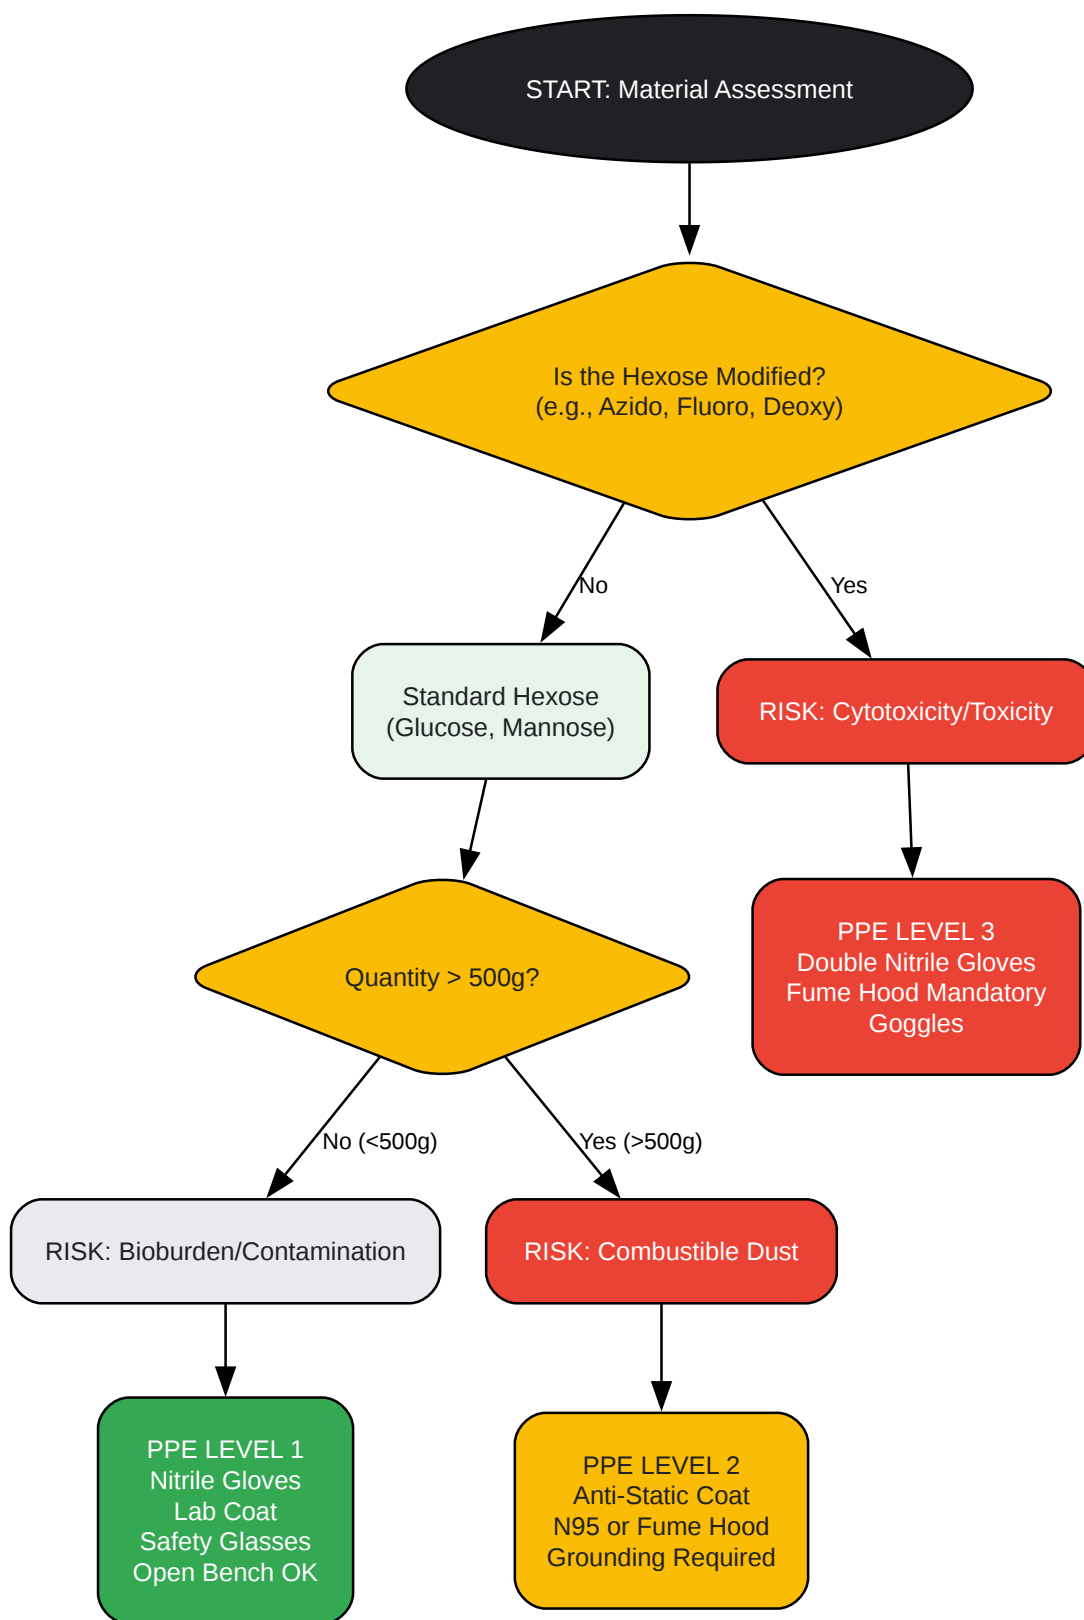 START: Material Assessment
Is the Hexose Modified?
(e.g., Azido, Fluoro, Deoxy)
No
Yes
Standard Hexose
(Glucose, Mannose)
RISK: Cytotoxicity/Toxicity
PPE LEVEL 3
Double Nitrile Gloves
Fume Hood Mandatory
Goggles
Quantity > 500g?
No (<500g)
Yes (>500g)
RISK: Bioburden/Contamination
RISK: Combustible Dust
PPE LEVEL 1
Nitrile Gloves
Lab Coat
Safety Glasses
Open Bench OK
PPE LEVEL 2
Anti-Static Coat
N95 or Fume Hood
Grounding Required